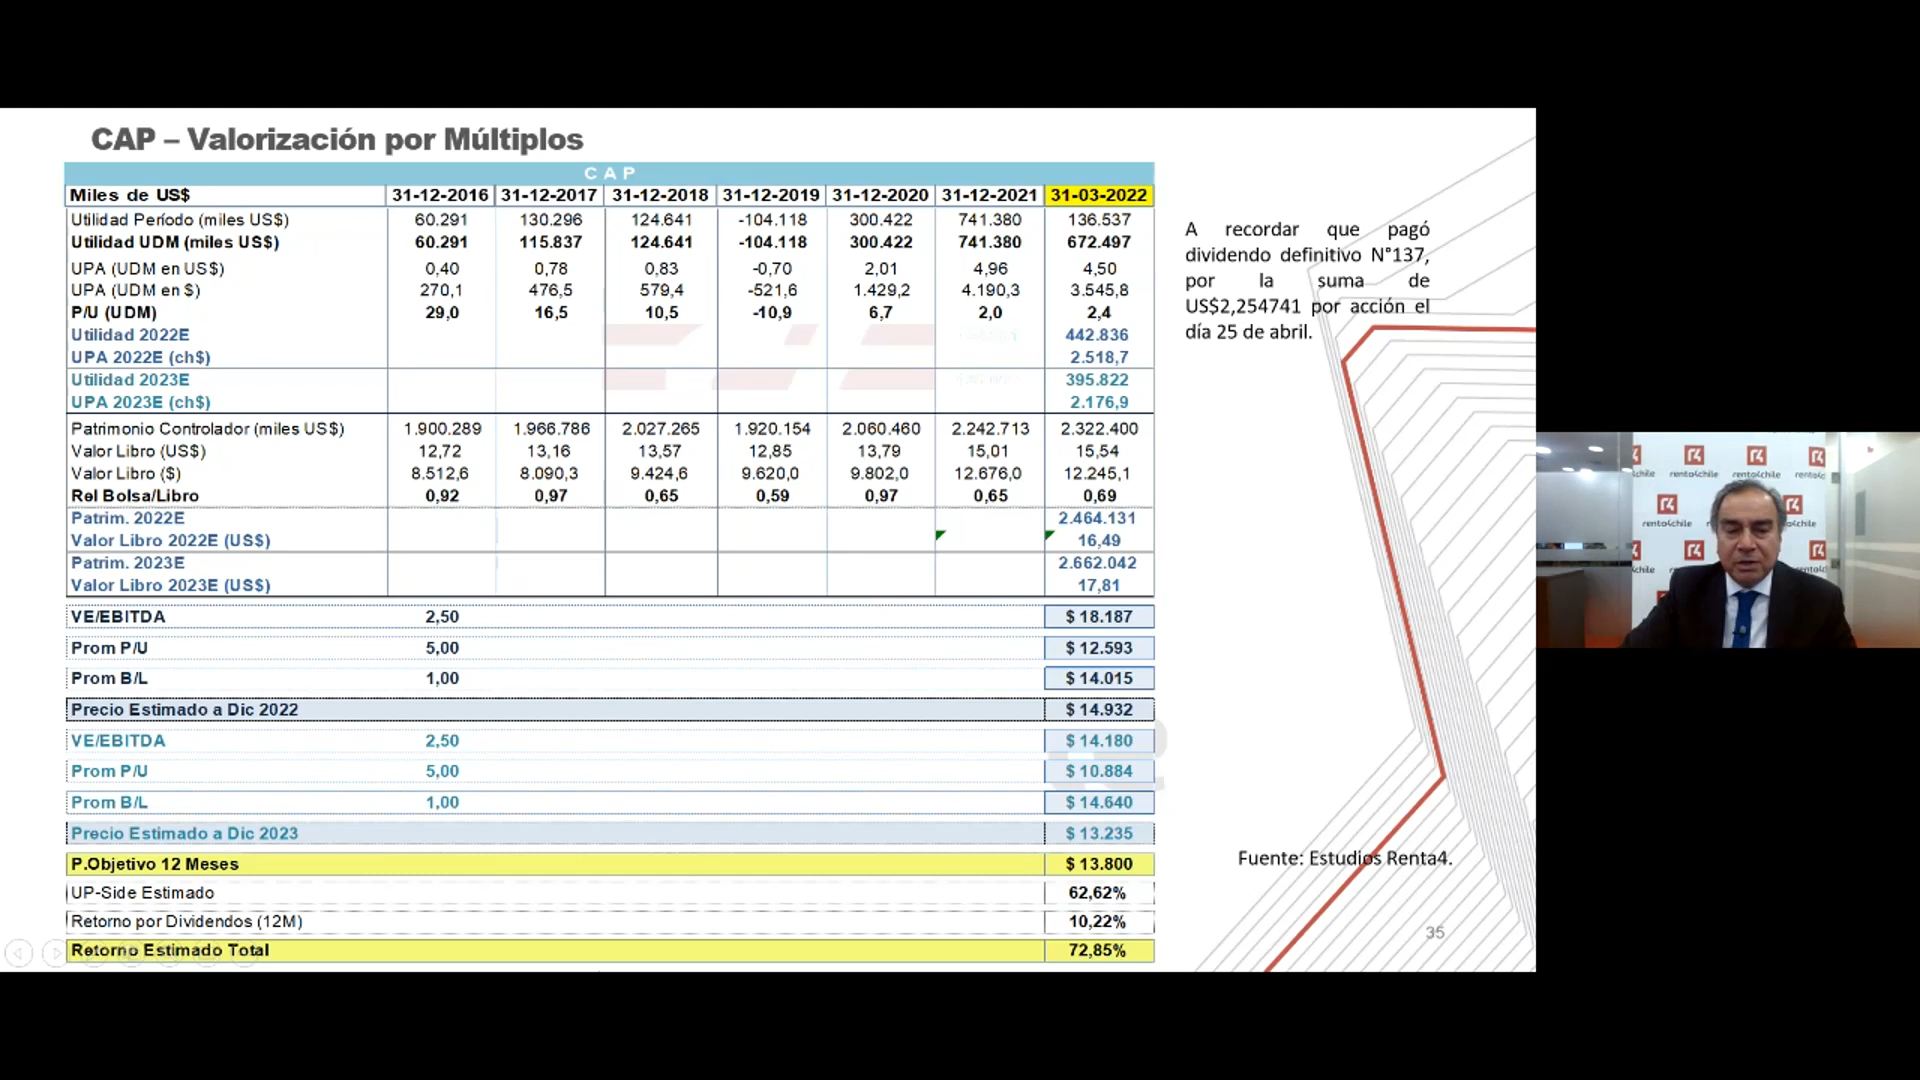 CAP – Valorización por Múltiplos
C A P
Miles de US$ 31-12-2016 31-12-2017 31-12-2018 31-12-2019 31-12-2020 31-12-2021 31-03-2022
Utilidad Período (miles US$) 60.291 130.296 124.641 -104.118 300.422 741.380 136.537
Utilidad UDM (miles US$) 60.291 115.837 124.641 -104.118 300.422 741.380 672.497
UPA (UDM en US$) 0,40 0,78 0,83 -0,70 2,01 4,96 4,50
UPA (UDM en $) 270,1 476,5 579,4 -521,6 1.429,2 4.190,3 3.545,8
P/U (UDM) 29,0 16,5 10,5 -10,9 6,7 2,0 2,4
Utilidad 2022E 442.836
UPA 2022E (ch$) 2.518,7
Utilidad 2023E 395.822
UPA 2023E (ch$) 2.176,9
Patrimonio Controlador (miles US$) 1.900.289 1.966.786 2.027.265 1.920.154 2.060.460 2.242.713 2.322.400
Valor Libro (US$) 12,72 13,16 13,57 12,85 13,79 15,01 15,54
Valor Libro ($) 8.512,6 8.090,3 9.424,6 9.620,0 9.802,0 12.676,0 12.245,1
Rel Bolsa/Libro 0,92 0,97 0,65 0,59 0,97 0,65 0,69
Patrim. 2022E 2.464.131
Valor Libro 2022E (US$) 16,49
Patrim. 2023E 2.662.042
Valor Libro 2023E (US$) 17,81
VE/EBITDA 2,50 $ 18.187
Prom P/U 5,00 $ 12.593
Prom B/L 1,00 $ 14.015
Precio Estimado a Dic 2022 $ 14.932
VE/EBITDA 2,50 $ 14.180
Prom P/U 5,00 $ 10.884
Prom B/L 1,00 $ 14.640
Precio Estimado a Dic 2023 $ 13.235
P.Objetivo 12 Meses $ 13.800
UP-Side Estimado 62,62%
Retorno por Dividendos (12M) 10,22%
Retorno Estimado Total 72,85%
A recordar que pagó
dividendo definitivo N°137,
por la suma de
US$2,254741 por acción el
día 25 de abril.
Fuente: Estudios Renta4.
35
renta4chile
renta4chile
renta4chile